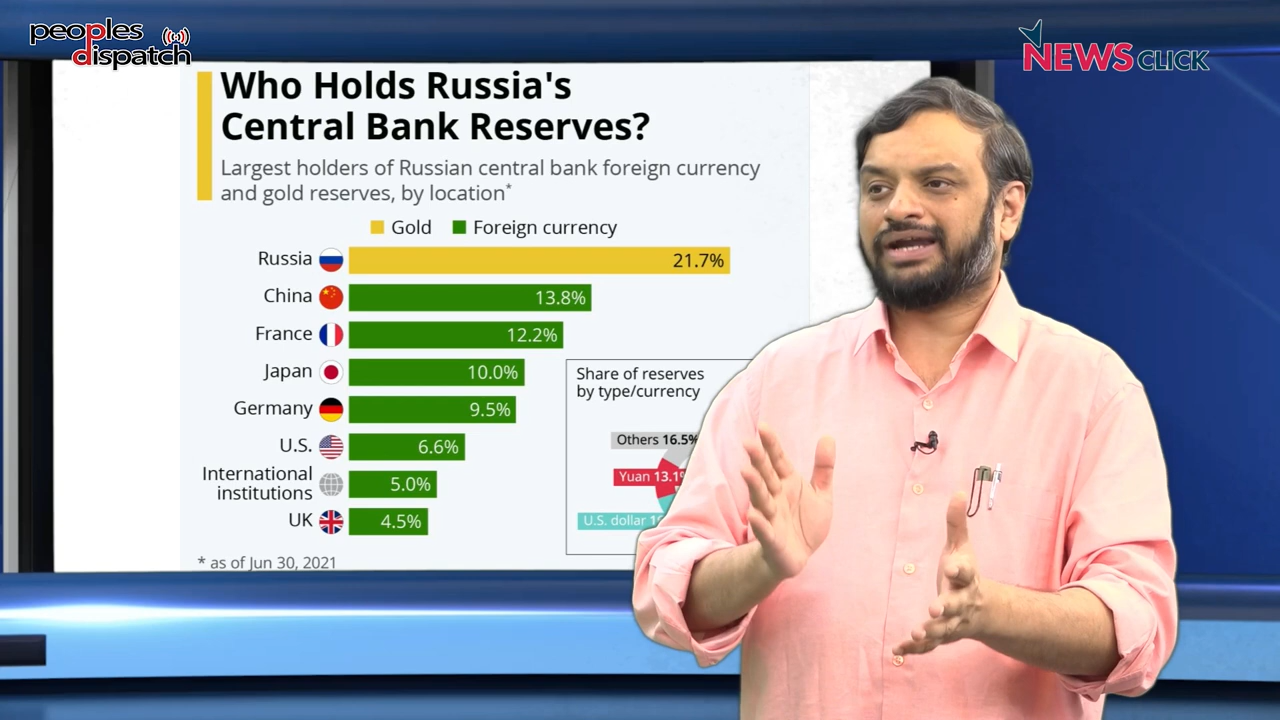 peoples
dispatch
NEWSCLICK
Who Holds Russia's
Central Bank Reserves?
Largest holders of Russian central bank foreign currency
and gold reserves, by location*
Gold Foreign currency
Russia 21.7%
China 13.8%
France 12.2%
Japan 10.0%
Germany 9.5%
U.S. 6.6%
International
institutions 5.0%
UK 4.5%
* as of Jun 30, 2021
Share of reserves
by type/currency
Others 16.5%
Yuan 13.1
U.S. dollar